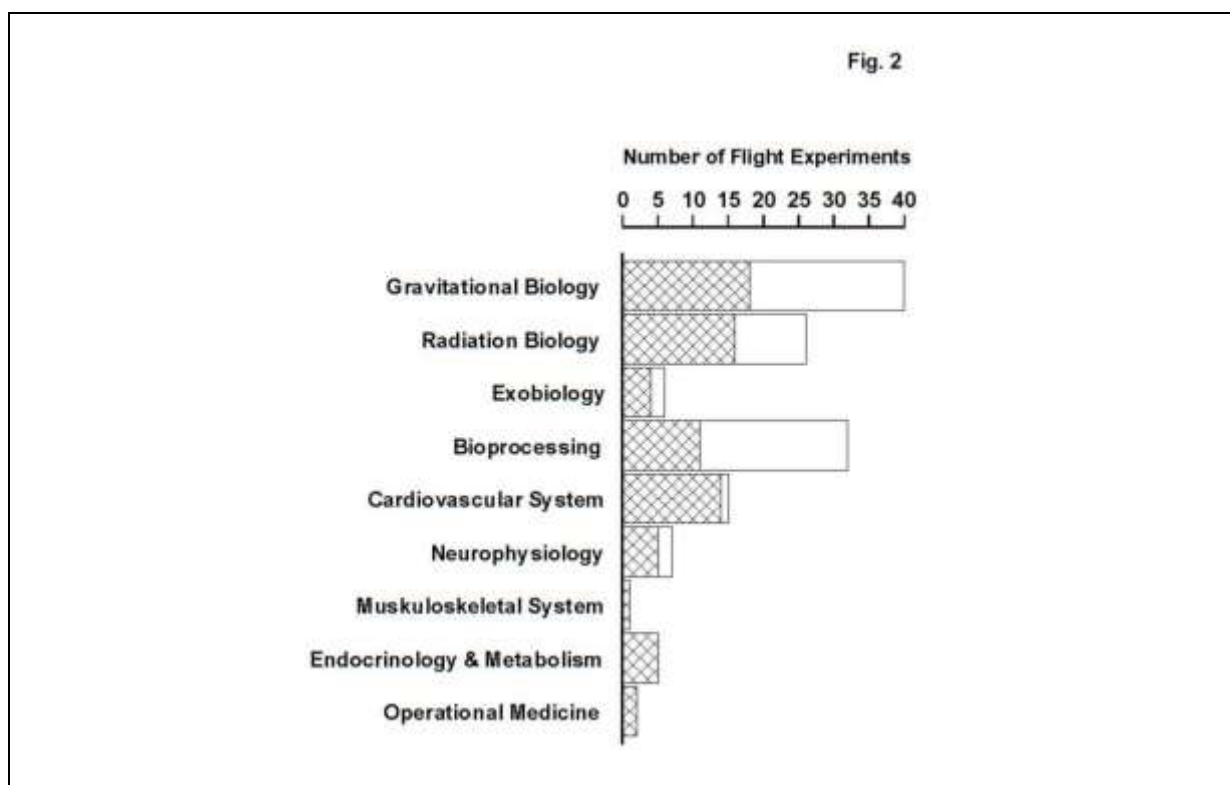 Fig. 2
Number of Flight Experiments
0 5 10 15 20 25 30 35 40
Gravitational Biology
Radiation Biology
Exobiology
Bioprocessing
Cardiovascular System
Neurophysiology
Muskuloskeletal System
Endocrinology & Metabolism
Operational Medicine